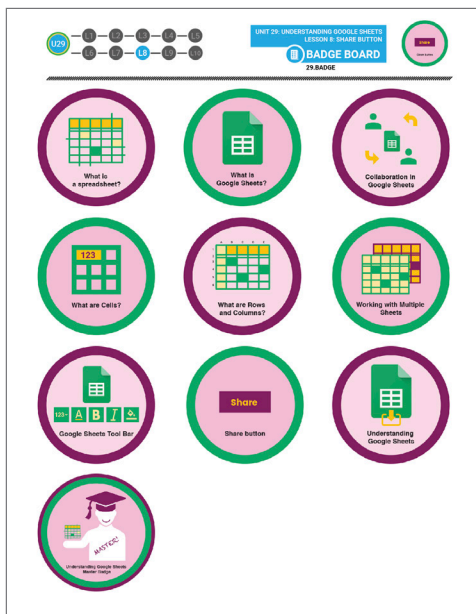 U29
L1 L2 L3 L4 L5
L6 L7 L8 L9 L10
UNIT 29: UNDERSTANDING GOOGLE SHEETS
LESSON 8: SHARE BUTTON
BADGE BOARD
29.BADGE
Share
Share button
What is
a spreadsheet?
What is
Google Sheets?
Collaboration in
Google Sheets
123
What are Cells?
What are Rows
and Columns?
Working with Multiple
Sheets
123
A B I
Google Sheets Tool Bar
Share
Share button
Understanding
Google Sheets
MASTER!
Understanding Google Sheets
Master Badge